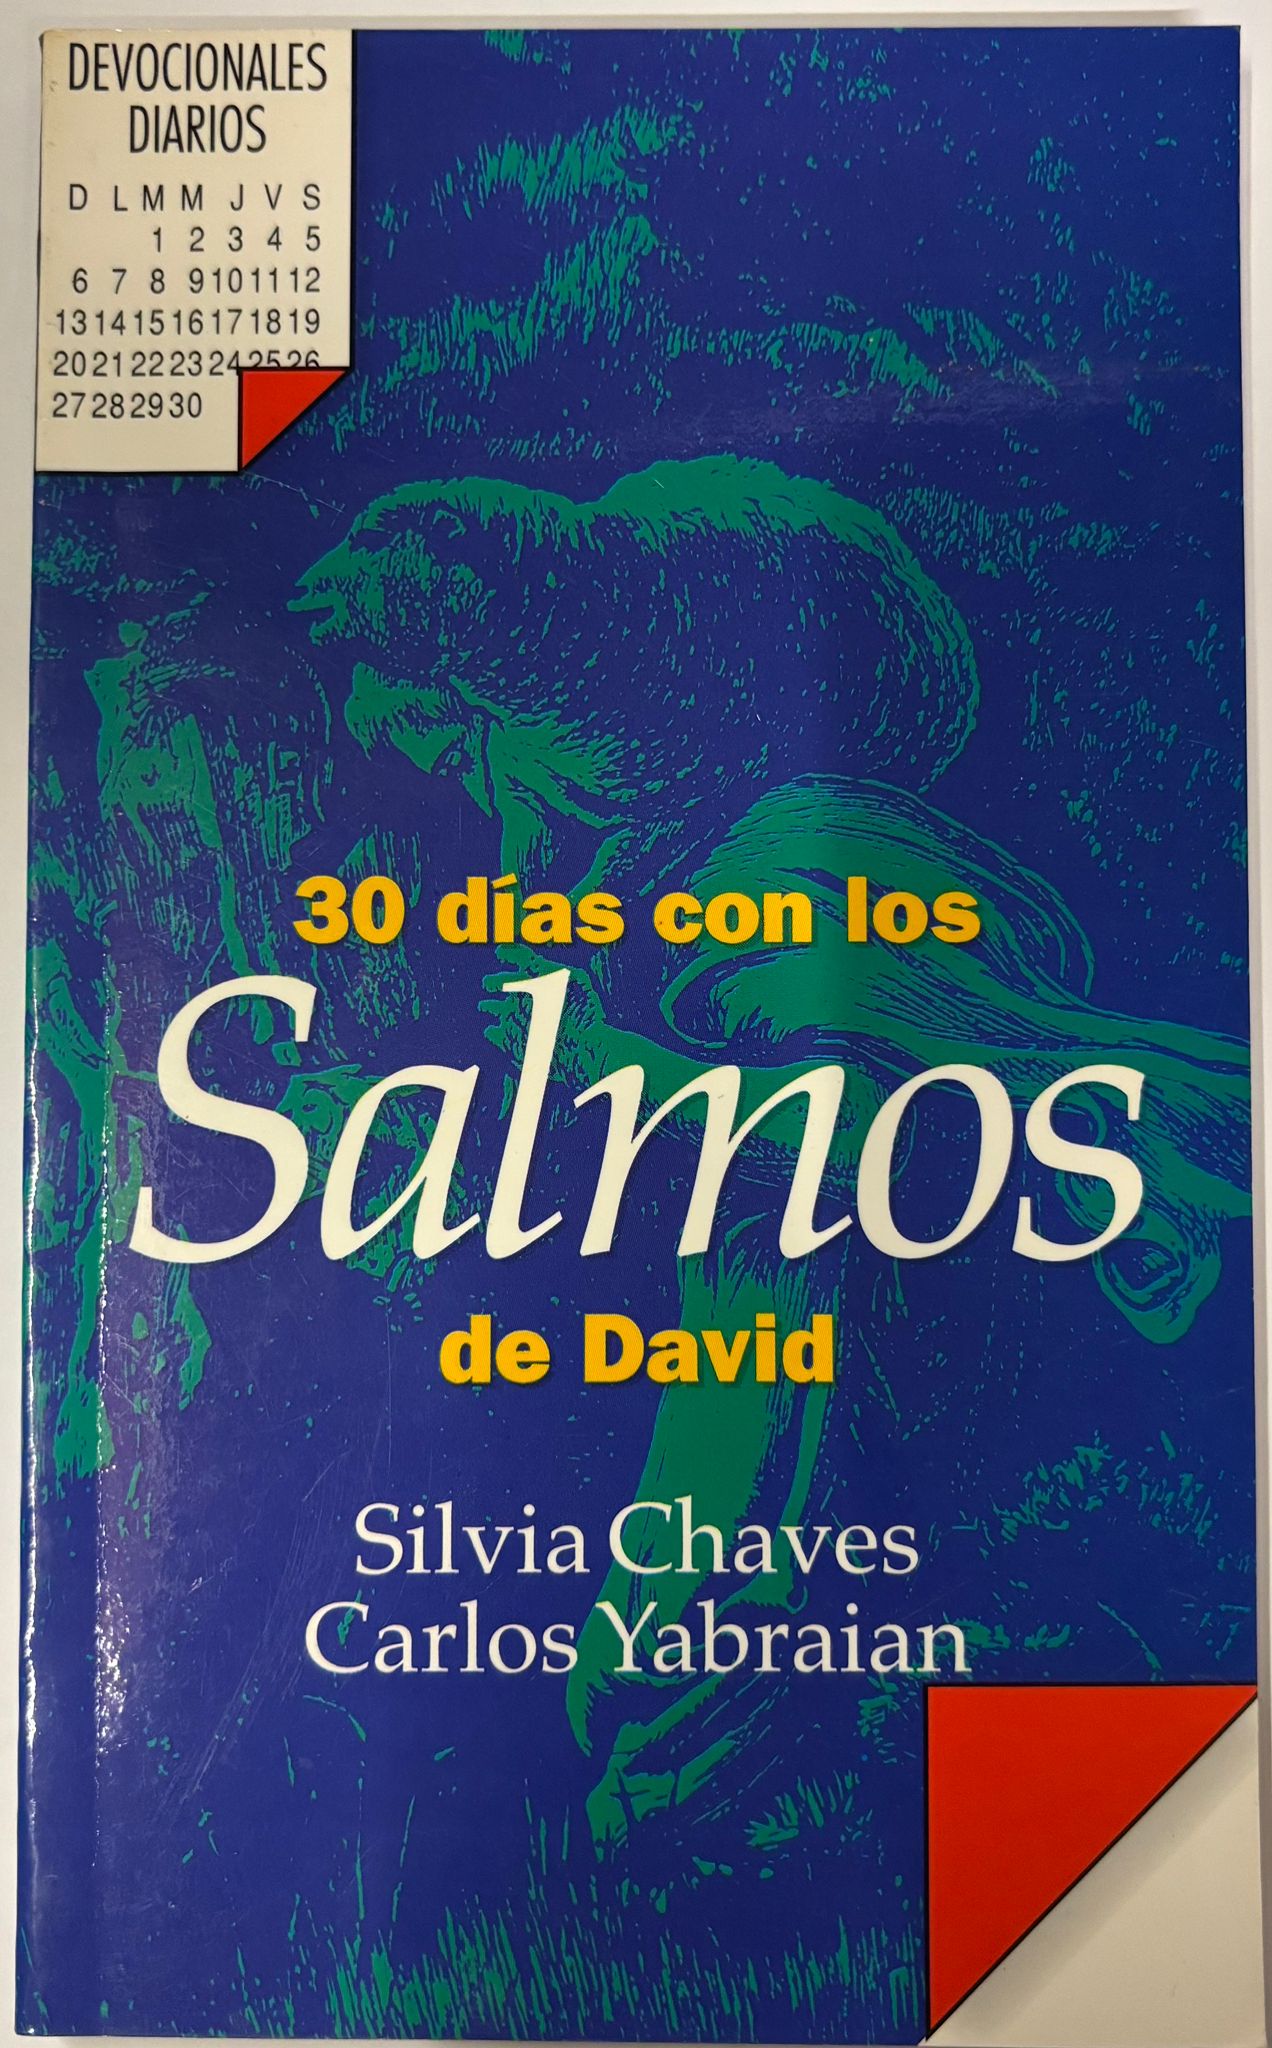 DEVOCIONALES
DIARIOS
D L M M J V S
1 2 3 4 5
6 7 8 9 10 11 12
13 14 15 16 17 18 19
20 21 22 23 24 25 26
27 28 29 30
30 días con los
Salmos
de David
Silvia Chaves
Carlos Yabraian